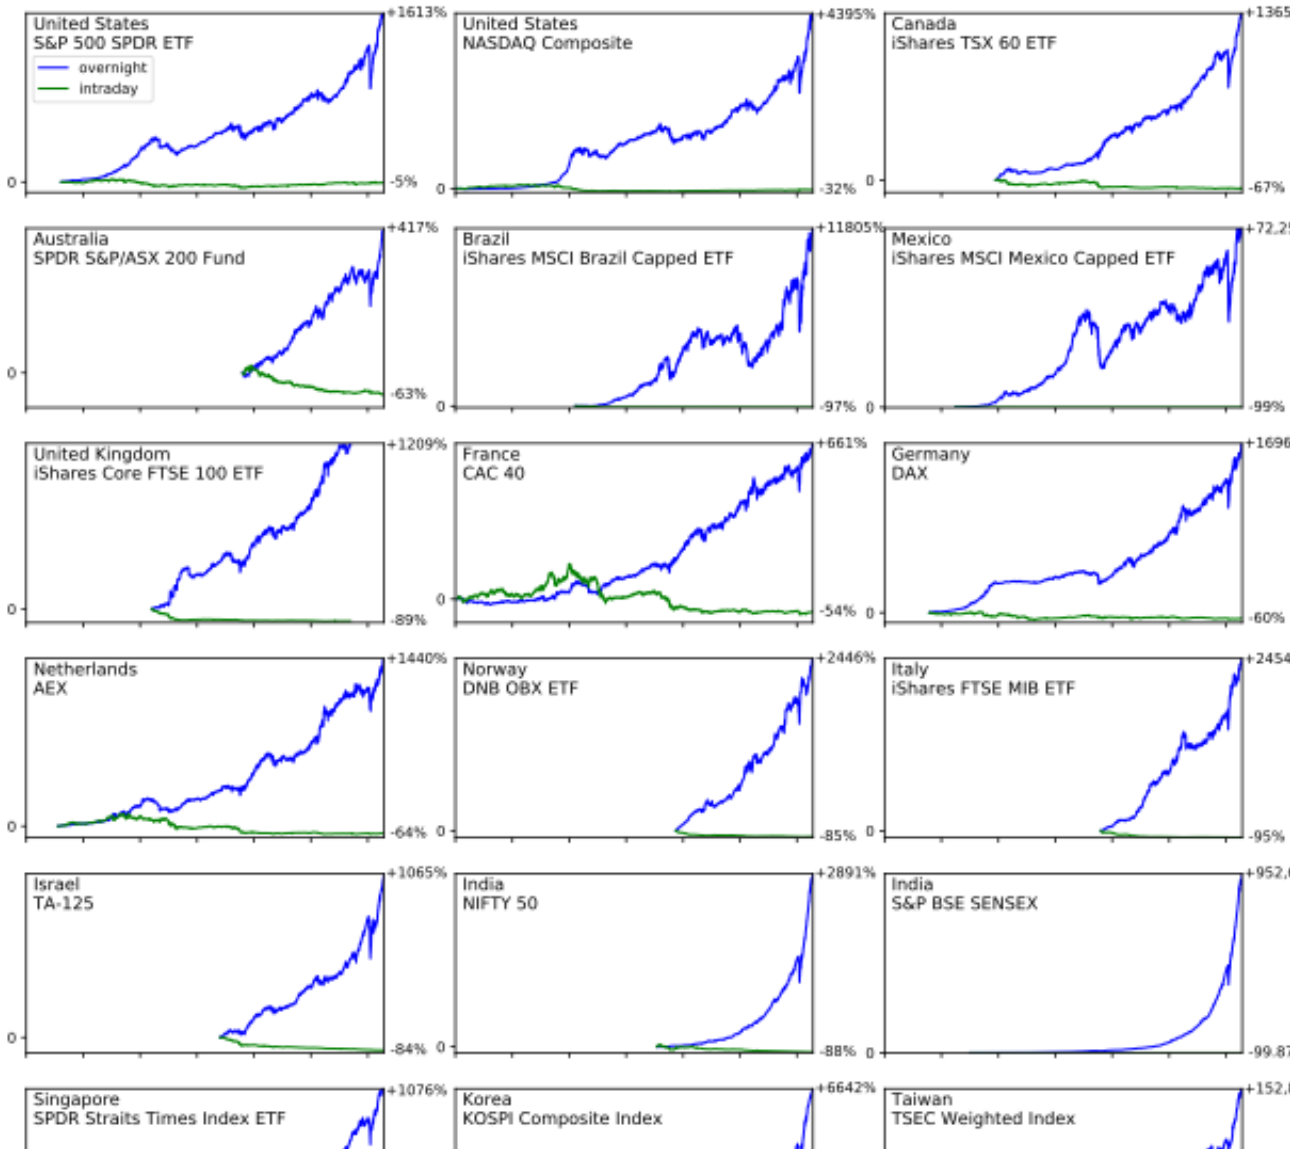 United States
S&P 500 SPDR ETF
overnight
intraday
+1613%
0
-5%
United States
NASDAQ Composite
+4395%
0
-32%
Canada
iShares TSX 60 ETF
+1365
0
-67%
Australia
SPDR S&P/ASX 200 Fund
+417%
0
-63%
Brazil
iShares MSCI Brazil Capped ETF
+11805%
0
-97%
Mexico
iShares MSCI Mexico Capped ETF
+72,25
0
-99%
United Kingdom
iShares Core FTSE 100 ETF
+1209%
0
-89%
France
CAC 40
+661%
0
-54%
Germany
DAX
+1696
0
-60%
Netherlands
AEX
+1440%
0
-64%
Norway
DNB OBX ETF
+2446%
0
-85%
Italy
iShares FTSE MIB ETF
+2454
0
-95%
Israel
TA-125
+1065%
0
-84%
India
NIFTY 50
+2891%
0
-88%
India
S&P BSE SENSEX
+952,
0
-99.87
Singapore
SPDR Straits Times Index ETF
+1076%
Korea
KOSPI Composite Index
+6642%
Taiwan
TSEC Weighted Index
+152,